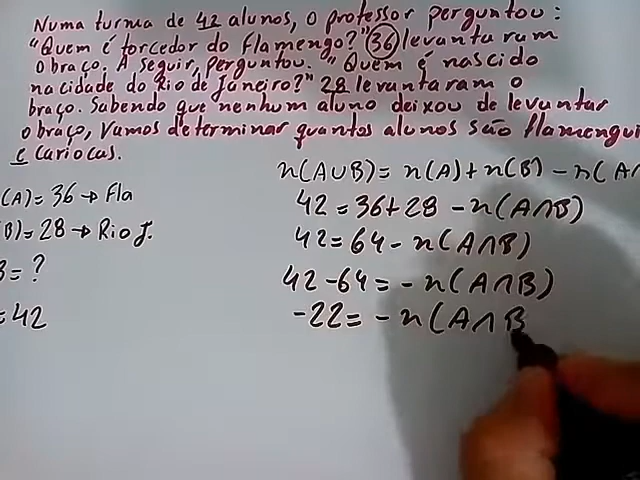 Numa turma de 42 alunos, o professor perguntou:
"Quem é torcedor do Flamengo?" 36 levantaram
o braço. A seguir, perguntou. "Quem é nascido
na cidade do Rio de Janeiro?" 28 levantaram o
braço. Sabendo que nenhum aluno deixou de levantar
o braço, vamos determinar quantos alunos são flamengui
e cariocas.
n(A∪B) = n(A) + n(B) - n(A∩
(A) = 36 → Fla
42 = 36 + 28 - n(A∩B)
B) = 28 → Rio J.
42 = 64 - n(A∩B)
B = ?
42 - 64 = - n(A∩B)
= 42
-22 = - n(A∩B